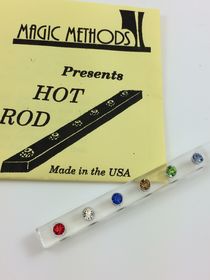 MAGIC METHODS
Presents
HOT
ROD
Made in the USA